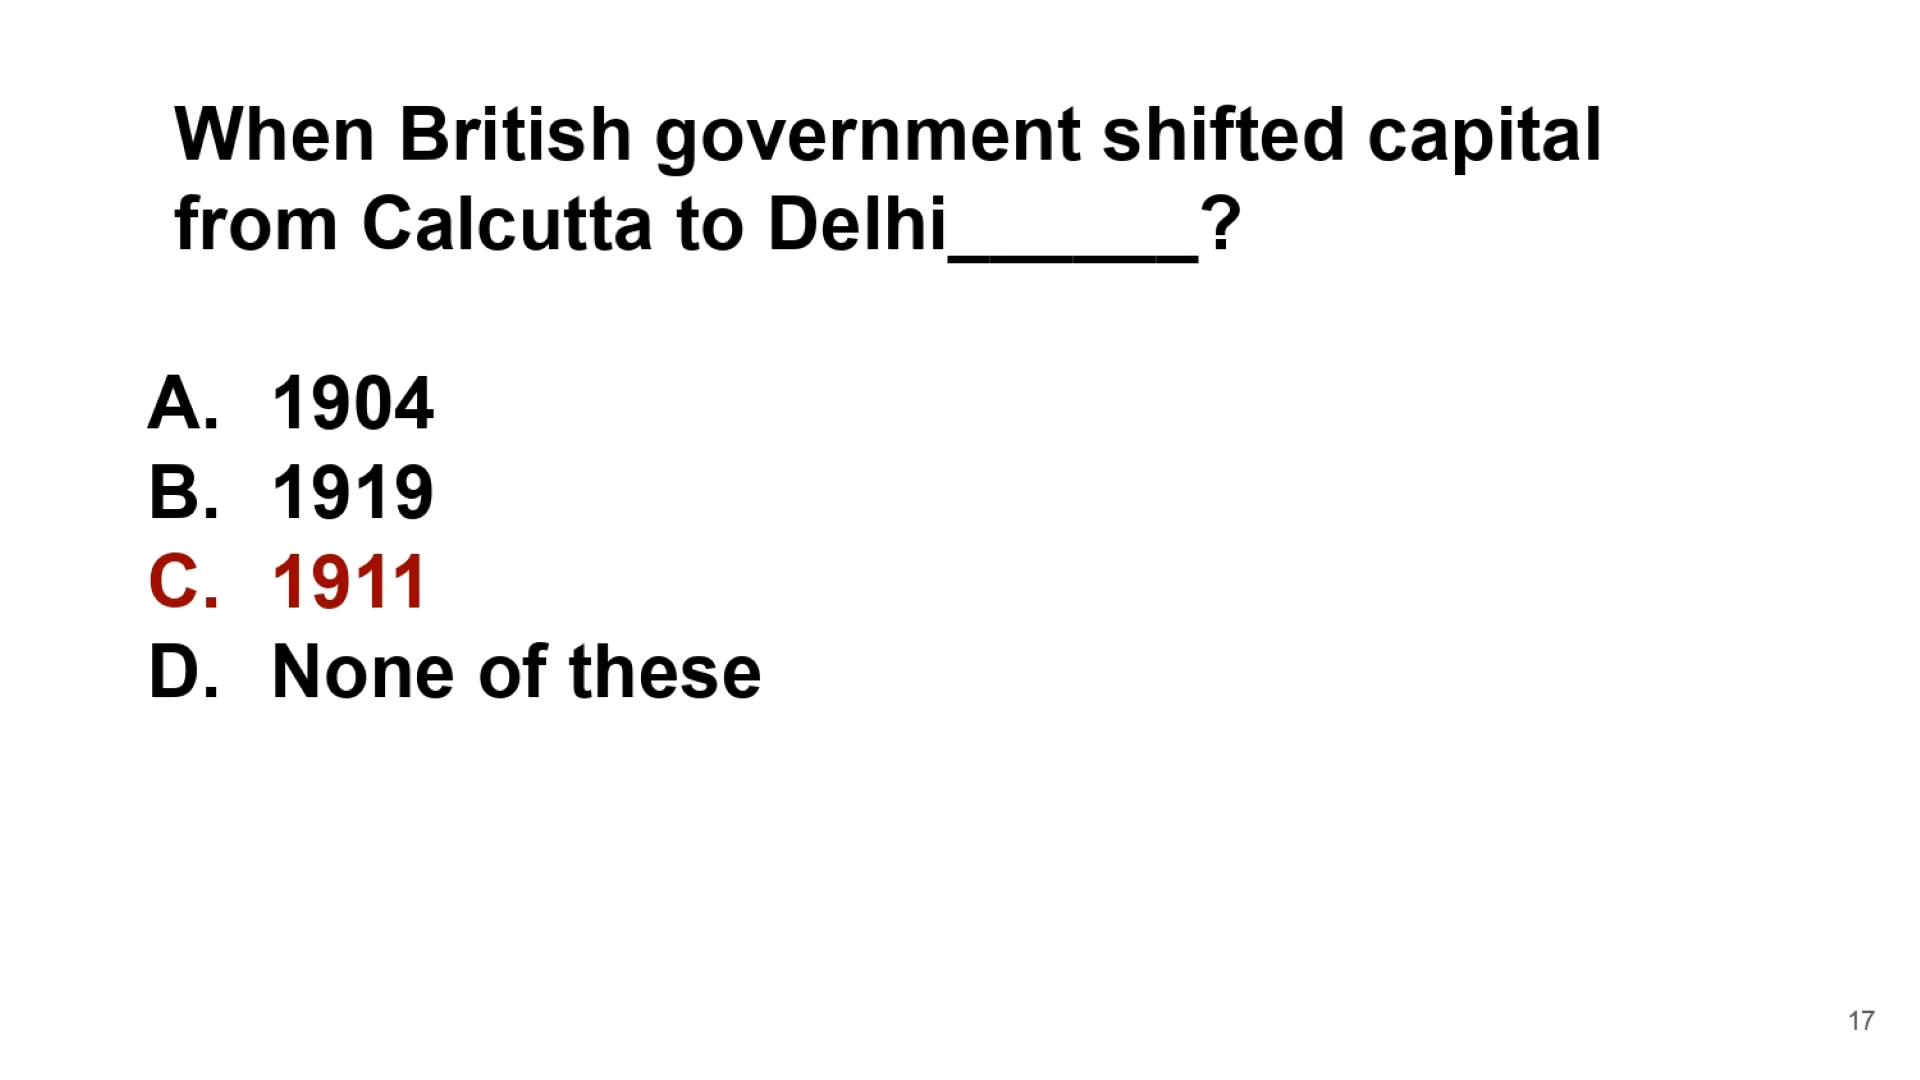 When British government shifted capital
from Calcutta to Delhi______?
A. 1904
B. 1919
C. 1911
D. None of these
17